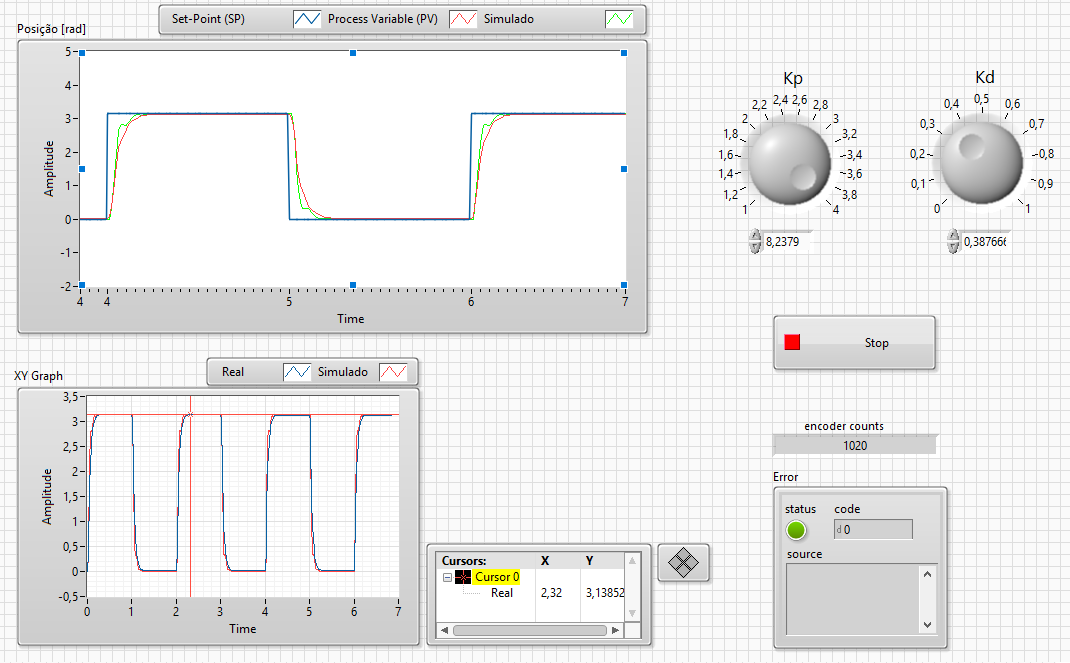 Set-Point (SP) Process Variable (PV) Simulado
Posição [rad]
5
4
3
2
1
0
-1
-2
Amplitude
4 4 5 6 7
Time
Kp
1 1,2 1,4 1,6 1,8 2 2,2 2,4 2,6 2,8 3 3,2 3,4 3,6 3,8 4
8,2379
Kd
0 0,1 0,2 0,3 0,4 0,5 0,6 0,7 0,8 0,9 1
0,387666
Stop
XY Graph
Real Simulado
3,5
3
2,5
2
1,5
1
0,5
0
-0,5
Amplitude
0 1 2 3 4 5 6 7
Time
Cursors: X Y
Cursor 0
Real 2,32 3,13852
encoder counts
1020
Error
status code
d 0
source